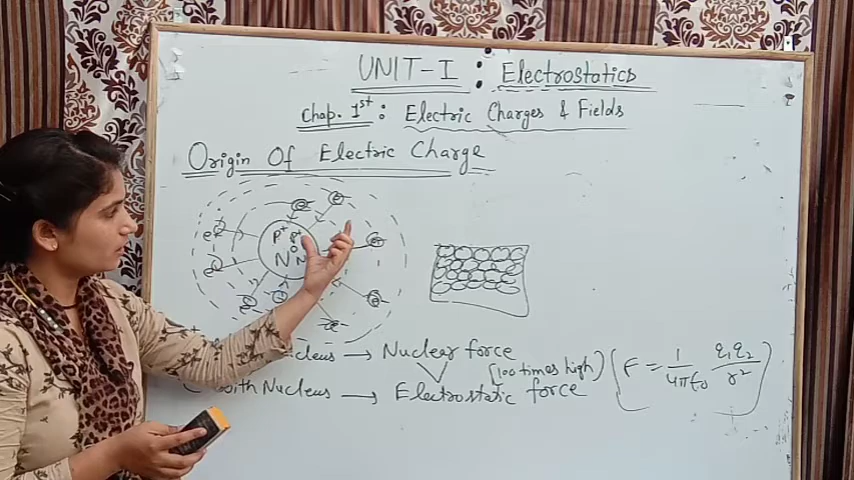 UNIT-I : Electrostatics
Chap. 1st : Electric Charges & Fields
Origin Of Electric Charge
e e
e e
P+ P+
N O N
e e
e e e
cleus → Nuclear force
(100 times high)
with Nucleus → Electrostatic force
F = 1/4πε0 q1q2/r2